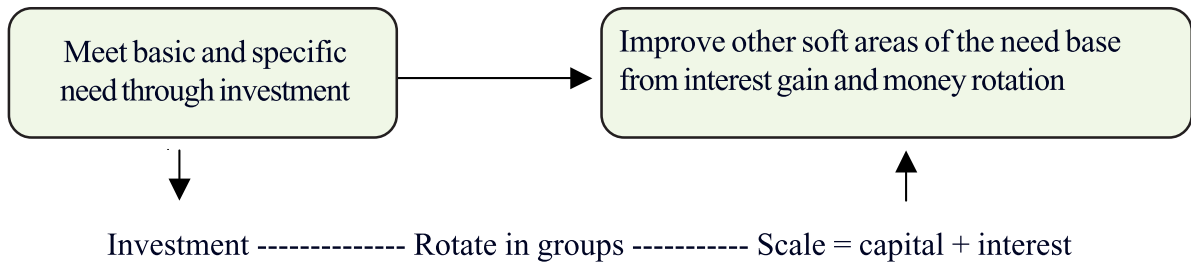 Meet basic and specific
need through investment
Improve other soft areas of the need base
from interest gain and money rotation
Investment ------------- Rotate in groups ----------- Scale = capital + interest